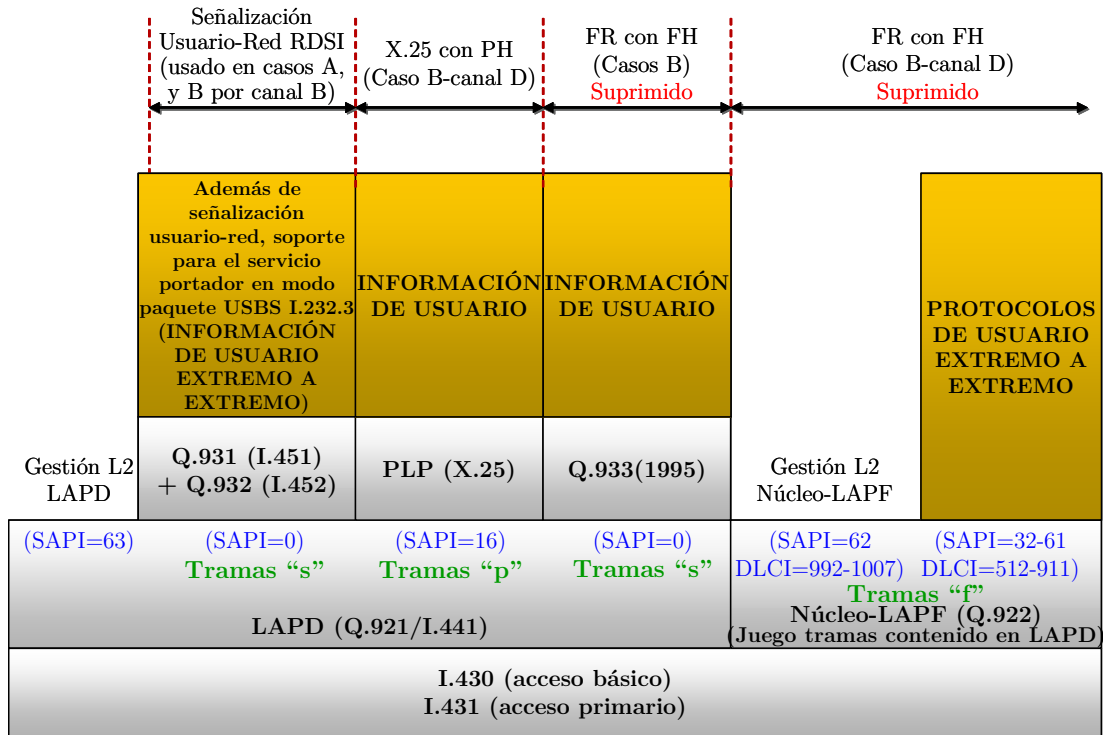 Señalización
Usuario-Red RDSI
(usado en casos A,
y B por canal B)
X.25 con PH
(Caso B-canal D)
FR con FH
(Casos B)
Suprimido
FR con FH
(Caso B-canal D)
Suprimido
Además de
señalización
usuario-red, soporte
para el servicio
portador en modo
paquete USBS I.232.3
(INFORMACIÓN
DE USUARIO
EXTREMO A
EXTREMO)
INFORMACIÓN
DE USUARIO
INFORMACIÓN
DE USUARIO
PROTOCOLOS
DE USUARIO
EXTREMO A
EXTREMO
Gestión L2
LAPD
Q.931 (I.451)
+ Q.932 (I.452)
PLP (X.25)
Q.933(1995)
Gestión L2
Núcleo-LAPF
(SAPI=63)
(SAPI=0)
Tramas “s”
(SAPI=16)
Tramas “p”
(SAPI=0)
Tramas “s”
(SAPI=62
DLCI=992-1007)
(SAPI=32-61
DLCI=512-911)
Tramas “f”
LAPD (Q.921/I.441)
Núcleo-LAPF (Q.922)
(Juego tramas contenido en LAPD)
I.430 (acceso básico)
I.431 (acceso primario)